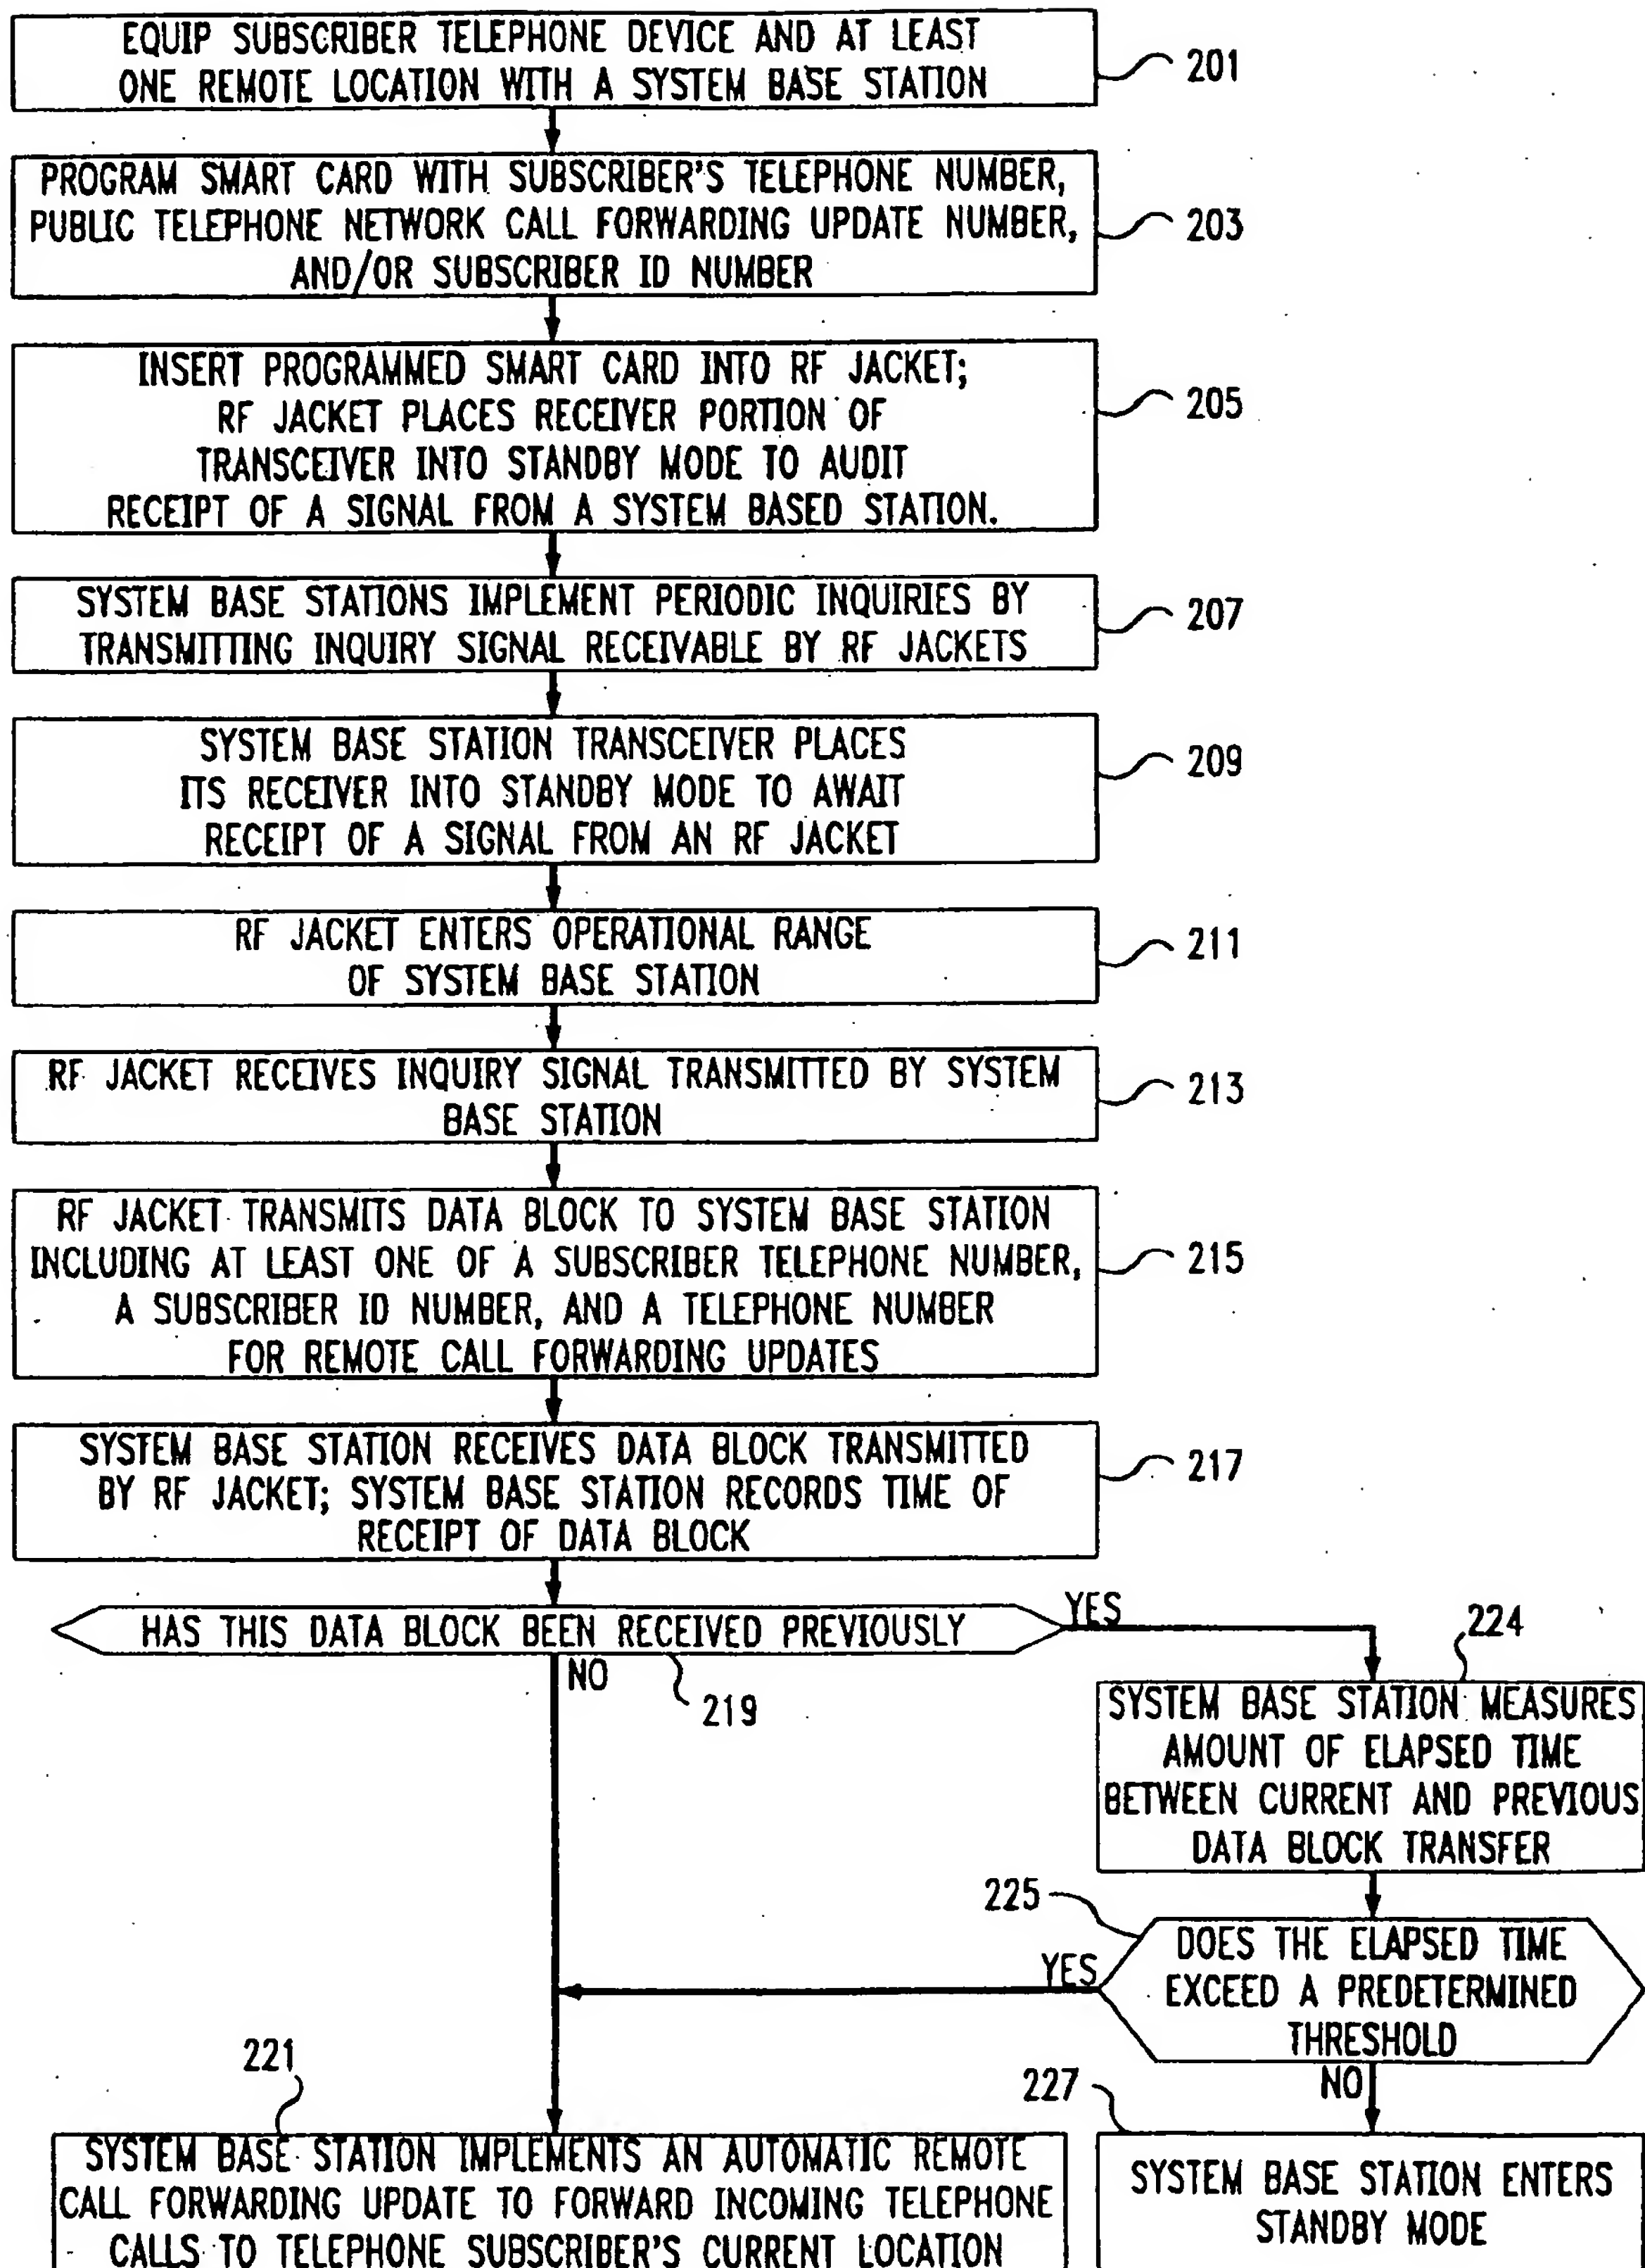 EQUIP SUBSCRIBER TELEPHONE DEVICE AND AT LEAST
ONE REMOTE LOCATION WITH A SYSTEM BASE STATION
201
PROGRAM SMART CARD WITH SUBSCRIBER'S TELEPHONE NUMBER,
PUBLIC TELEPHONE NETWORK CALL FORWARDING UPDATE NUMBER,
AND/OR SUBSCRIBER ID NUMBER
203
INSERT PROGRAMMED SMART CARD INTO RF JACKET;
RF JACKET PLACES RECEIVER PORTION OF
TRANSCEIVER INTO STANDBY MODE TO AUDIT
RECEIPT OF A SIGNAL FROM A SYSTEM BASED STATION.
205
SYSTEM BASE STATIONS IMPLEMENT PERIODIC INQUIRIES BY
TRANSMITTING INQUIRY SIGNAL RECEIVABLE BY RF JACKETS
207
SYSTEM BASE STATION TRANSCEIVER PLACES
ITS RECEIVER INTO STANDBY MODE TO AWAIT
RECEIPT OF A SIGNAL FROM AN RF JACKET
209
RF JACKET ENTERS OPERATIONAL RANGE
OF SYSTEM BASE STATION
211
RF JACKET RECEIVES INQUIRY SIGNAL TRANSMITTED BY SYSTEM
BASE STATION
213
RF JACKET TRANSMITS DATA BLOCK TO SYSTEM BASE STATION
INCLUDING AT LEAST ONE OF A SUBSCRIBER TELEPHONE NUMBER,
A SUBSCRIBER ID NUMBER, AND A TELEPHONE NUMBER
FOR REMOTE CALL FORWARDING UPDATES
215
SYSTEM BASE STATION RECEIVES DATA BLOCK TRANSMITTED
BY RF JACKET; SYSTEM BASE STATION RECORDS TIME OF
RECEIPT OF DATA BLOCK
217
HAS THIS DATA BLOCK BEEN RECEIVED PREVIOUSLY
YES
NO
219
224
SYSTEM BASE STATION MEASURES
AMOUNT OF ELAPSED TIME
BETWEEN CURRENT AND PREVIOUS
DATA BLOCK TRANSFER
225
DOES THE ELAPSED TIME
EXCEED A PREDETERMINED
THRESHOLD
YES
NO
221
SYSTEM BASE STATION IMPLEMENTS AN AUTOMATIC REMOTE
CALL FORWARDING UPDATE TO FORWARD INCOMING TELEPHONE
CALLS TO TELEPHONE SUBSCRIBER'S CURRENT LOCATION
227
SYSTEM BASE STATION ENTERS
STANDBY MODE